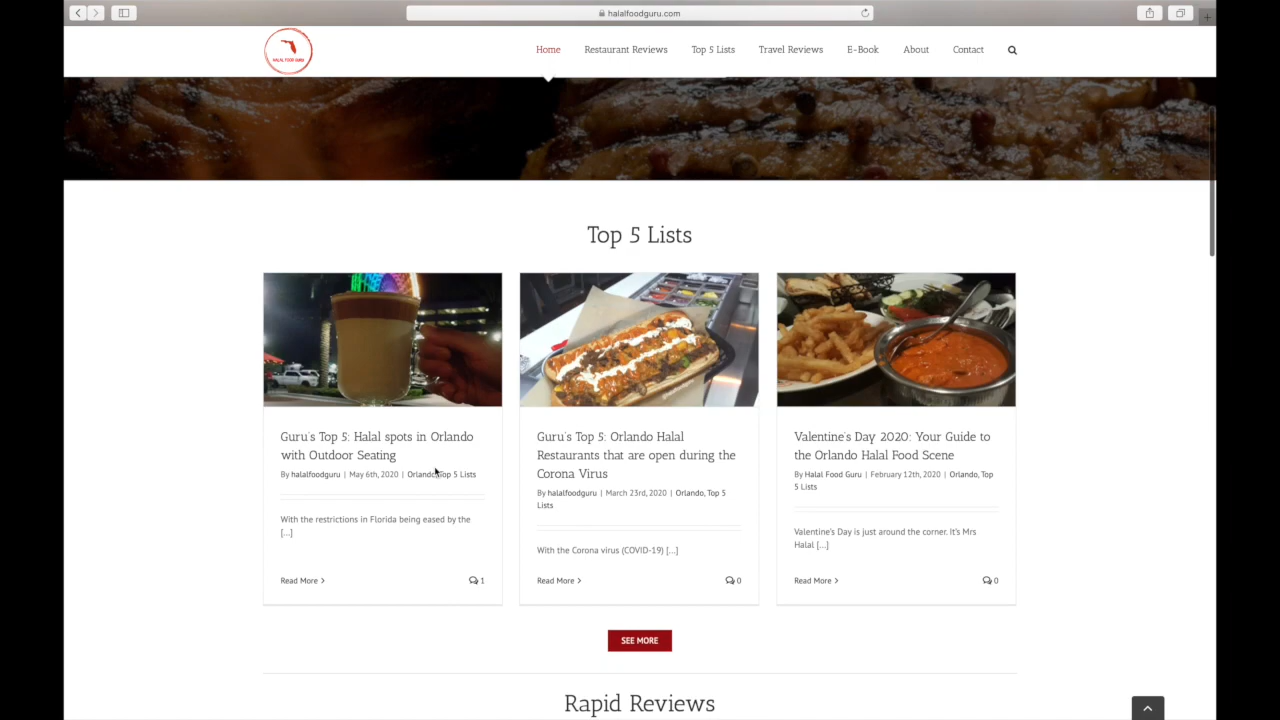 halalfoodguru.com
HALAL FOOD GURU
Home Restaurant Reviews Top 5 Lists Travel Reviews E-Book About Contact
Top 5 Lists
Guru's Top 5: Halal spots in Orlando
with Outdoor Seating
By halalfoodguru | May 6th, 2020 | Orlando, Top 5 Lists
With the restrictions in Florida being eased by the
[...]
Read More >
1
Guru's Top 5: Orlando Halal
Restaurants that are open during the
Corona Virus
By halalfoodguru | March 23rd, 2020 | Orlando, Top 5
Lists
With the Corona virus (COVID-19) [...]
Read More >
0
Valentine's Day 2020: Your Guide to
the Orlando Halal Food Scene
By Halal Food Guru | February 12th, 2020 | Orlando, Top
5 Lists
Valentine's Day is just around the corner. It's Mrs
Halal [...]
Read More >
0
SEE MORE
Rapid Reviews